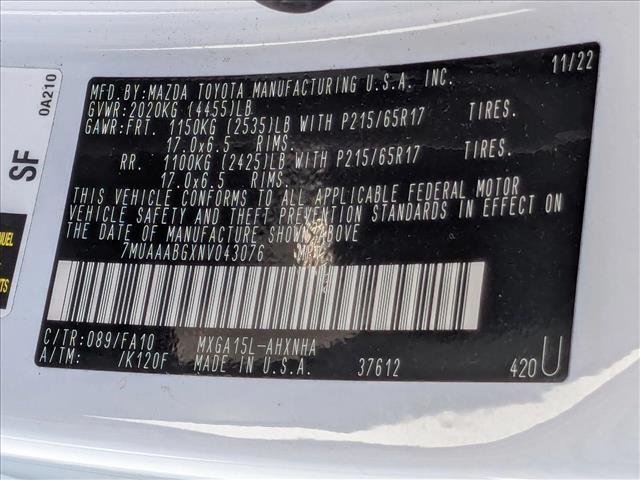 MFD.BY:MAZDA TOYOTA MANUFACTURING U.S.A. INC. 11/22
GVWR:2020KG (4455)LB
GAWR:FRT. 1150KG (2535)LB WITH P215/65R17 TIRES.
17.0x6.5 RIMS.
RR. 1100KG (2425)LB WITH P215/65R17 TIRES.
17.0x6.5 RIMS.
THIS VEHICLE CONFORMS TO ALL APPLICABLE FEDERAL MOTOR
VEHICLE SAFETY AND THEFT PREVENTION STANDARDS IN EFFECT ON
THE DATE OF MANUFACTURE SHOWN ABOVE
7MUAAABGXNV043076
C/TR:089/FA10 MXGA15L-AHXNHA
A/TM: /K120F MADE IN U.S.A. 37612 420U
0A210
SF